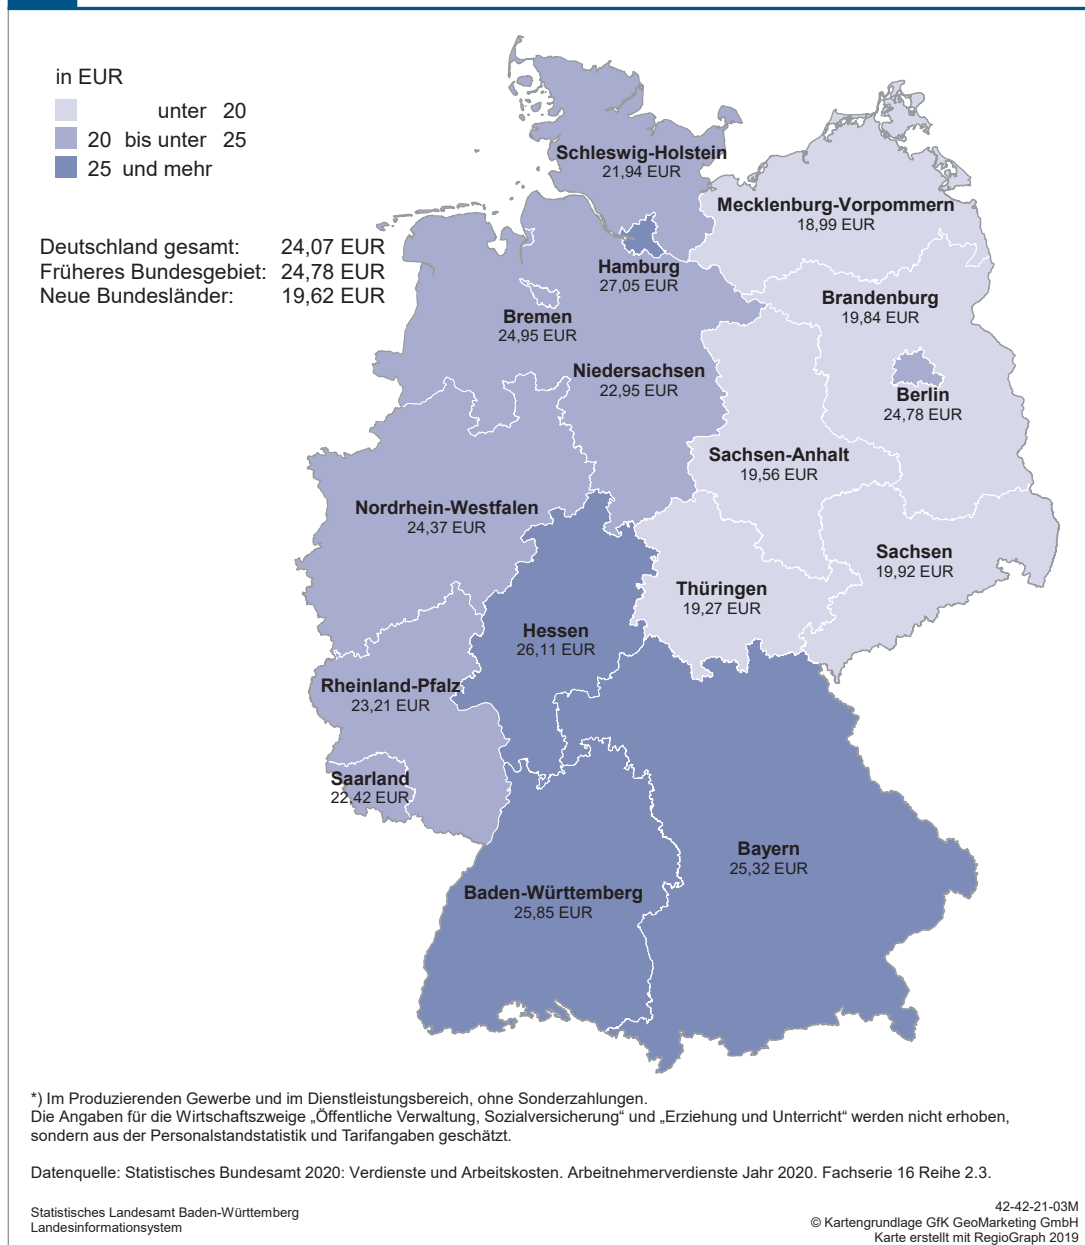 in EUR
unter 20
20 bis unter 25
25 und mehr
Deutschland gesamt: 24,07 EUR
Früheres Bundesgebiet: 24,78 EUR
Neue Bundesländer: 19,62 EUR
Schleswig-Holstein
21,94 EUR
Mecklenburg-Vorpommern
18,99 EUR
Hamburg
27,05 EUR
Brandenburg
19,84 EUR
Bremen
24,95 EUR
Niedersachsen
22,95 EUR
Berlin
24,78 EUR
Sachsen-Anhalt
19,56 EUR
Nordrhein-Westfalen
24,37 EUR
Sachsen
19,92 EUR
Thüringen
19,27 EUR
Hessen
26,11 EUR
Rheinland-Pfalz
23,21 EUR
Saarland
22,42 EUR
Bayern
25,32 EUR
Baden-Württemberg
25,85 EUR
*) Im Produzierenden Gewerbe und im Dienstleistungsbereich, ohne Sonderzahlungen.
Die Angaben für die Wirtschaftszweige „Öffentliche Verwaltung, Sozialversicherung“ und „Erziehung und Unterricht“ werden nicht erhoben,
sondern aus der Personalstandstatistik und Tarifangaben geschätzt.
Datenquelle: Statistisches Bundesamt 2020: Verdienste und Arbeitskosten. Arbeitnehmerverdienste Jahr 2020. Fachserie 16 Reihe 2.3.
Statistisches Landesamt Baden-Württemberg
Landesinformationsystem
42-42-21-03M
© Kartengrundlage GfK GeoMarketing GmbH
Karte erstellt mit RegioGraph 2019